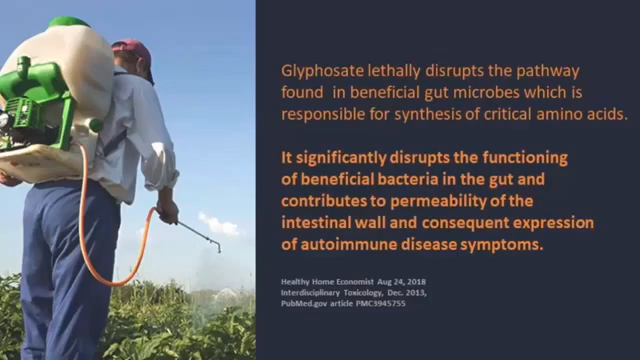 Glyphosate lethally disrupts the pathway
found in beneficial gut microbes which is
responsible for synthesis of critical amino acids.
It significantly disrupts the functioning
of beneficial bacteria in the gut and
contributes to permeability of the
intestinal wall and consequent expression
of autoimmune disease symptoms.
Healthy Home Economist Aug 24, 2018
Interdisciplinary Toxicology, Dec. 2013,
PubMed.gov article PMC3945755